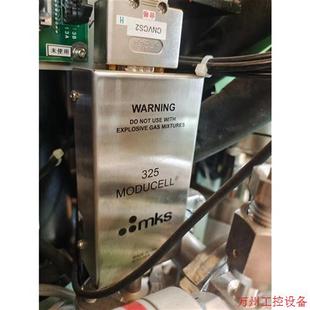 未使用
CNVCS2
H
WARNING
DO NOT USE WITH
EXPLOSIVE GAS MIXTURES
325
MODUCELL®
mks
万州工控设备